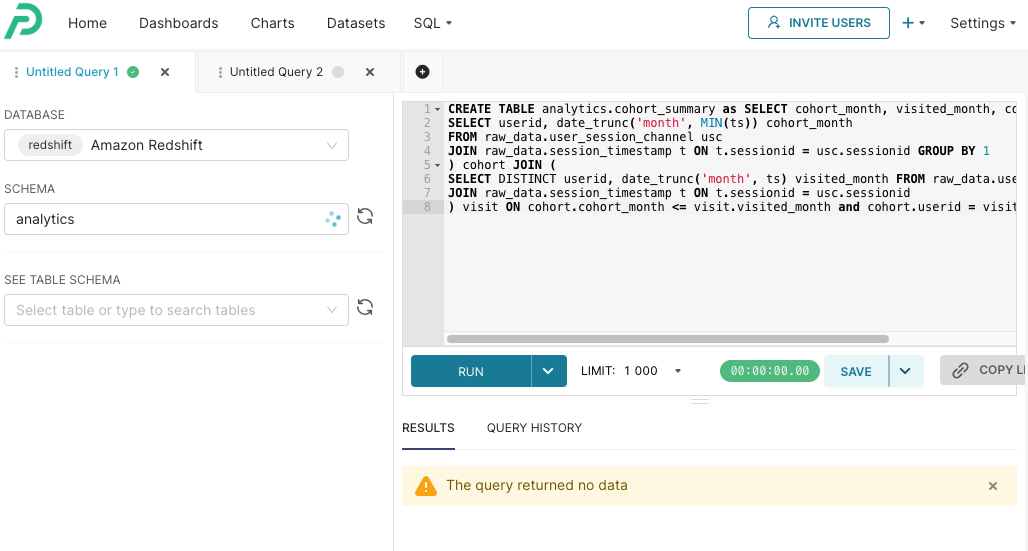 Home Dashboards Charts Datasets SQL INVITE USERS + Settings
Untitled Query 1 Untitled Query 2
DATABASE
redshift Amazon Redshift
SCHEMA
analytics
SEE TABLE SCHEMA
Select table or type to search tables
1 CREATE TABLE analytics.cohort_summary as SELECT cohort_month, visited_month, co
2 SELECT userid, date_trunc('month', MIN(ts)) cohort_month
3 FROM raw_data.user_session_channel usc
4 JOIN raw_data.session_timestamp t ON t.sessionid = usc.sessionid GROUP BY 1
5 ) cohort JOIN (
6 SELECT DISTINCT userid, date_trunc('month', ts) visited_month FROM raw_data.use
7 JOIN raw_data.session_timestamp t ON t.sessionid = usc.sessionid
8 ) visit ON cohort.cohort_month <= visit.visited_month and cohort.userid = visit
RUN LIMIT: 1 000 00:00:00.00 SAVE COPY LI
RESULTS QUERY HISTORY
The query returned no data